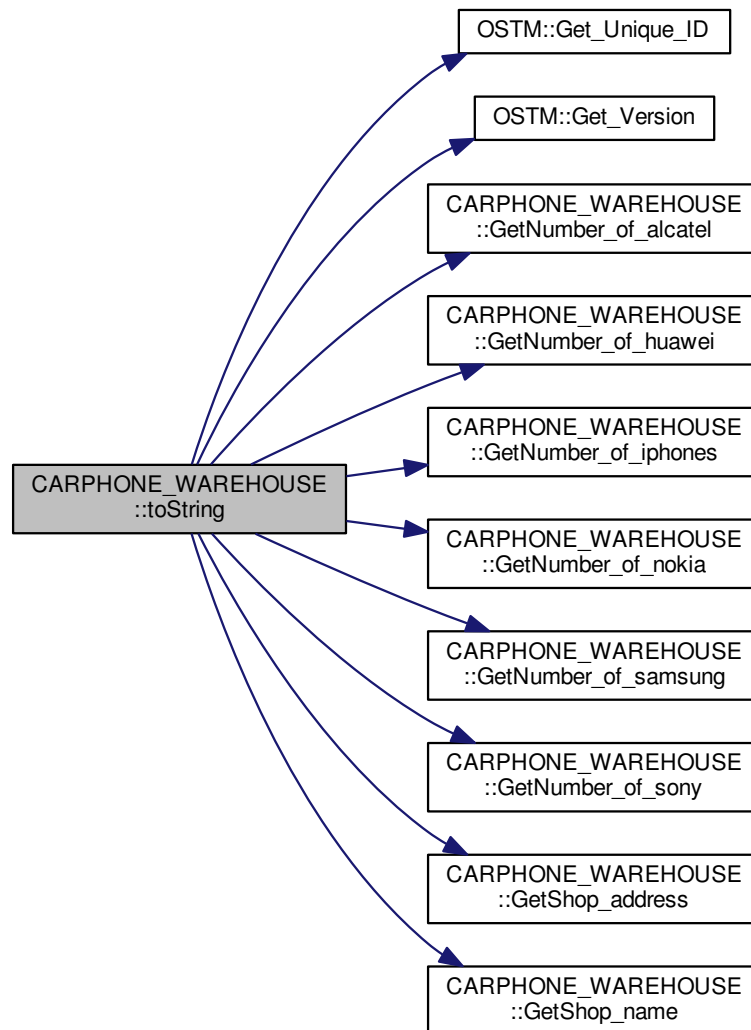 OSTM::Get_Unique_ID
OSTM::Get_Version
CARPHONE_WAREHOUSE
::GetNumber_of_alcatel
CARPHONE_WAREHOUSE
::GetNumber_of_huawei
CARPHONE_WAREHOUSE
::GetNumber_of_iphones
CARPHONE_WAREHOUSE
::toString
CARPHONE_WAREHOUSE
::GetNumber_of_nokia
CARPHONE_WAREHOUSE
::GetNumber_of_samsung
CARPHONE_WAREHOUSE
::GetNumber_of_sony
CARPHONE_WAREHOUSE
::GetShop_address
CARPHONE_WAREHOUSE
::GetShop_name